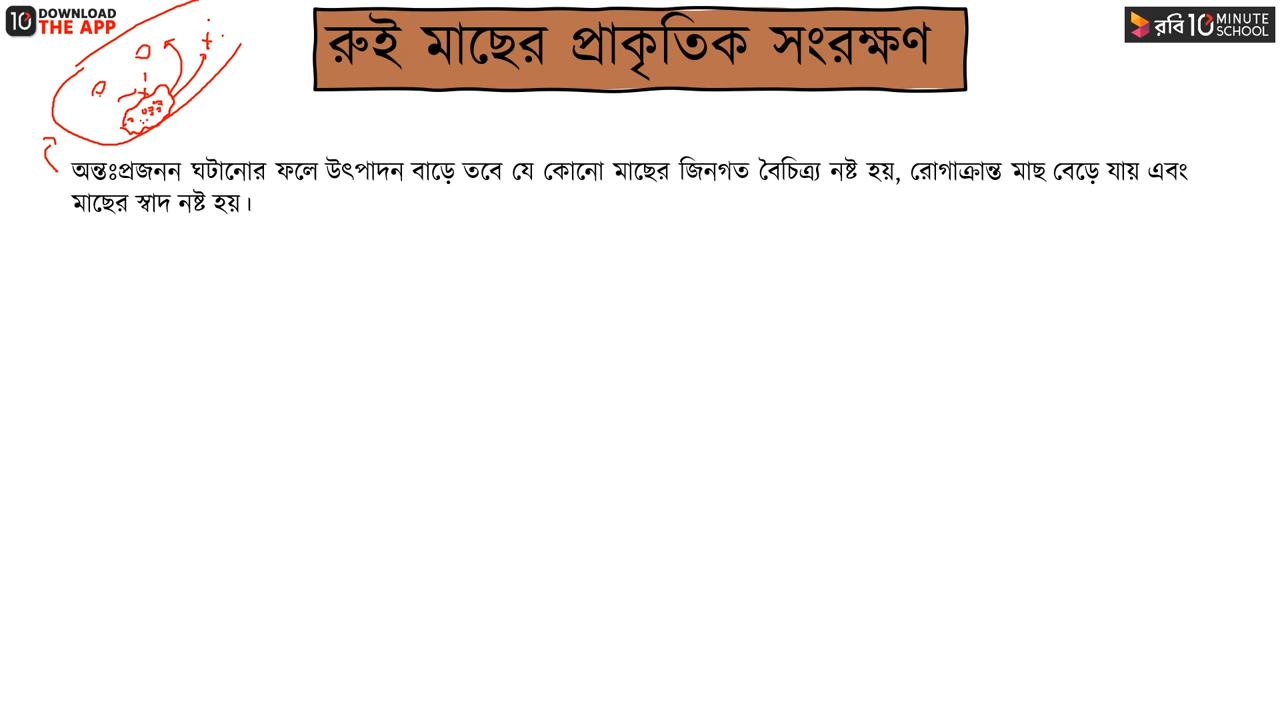 10 DOWNLOAD
THE APP
রুই মাছের প্রাকৃতিক সংরক্ষণ
রবি 10 MINUTE
SCHOOL
অন্তঃপ্রজনন ঘটানোর ফলে উৎপাদন বাড়ে তবে যে কোনো মাছের জিনগত বৈচিত্র্য নষ্ট হয়, রোগাক্রান্ত মাছ বেড়ে যায় এবং
মাছের স্বাদ নষ্ট হয়।